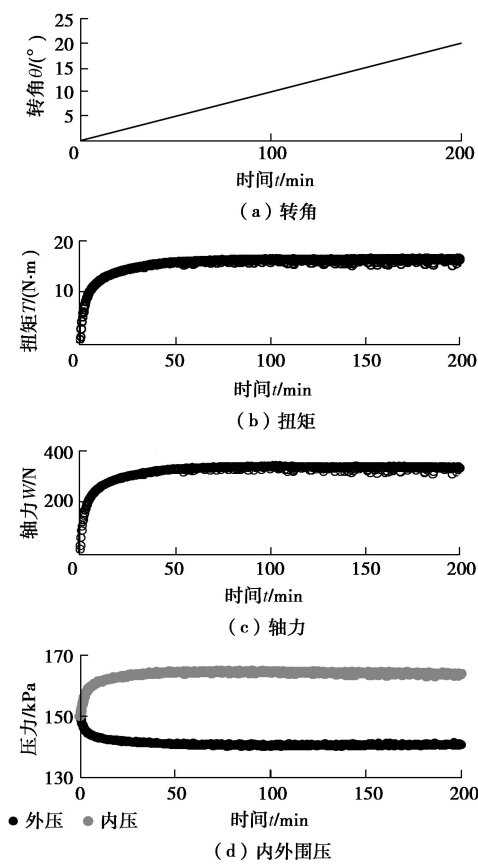 25
20
15
10
5
转角θ/(°)
0 100 200
时间t/min
（a）转角
20
10
扭矩T/(N·m)
0 50 100 150 200
时间t/min
（b）扭矩
400
200
轴力W/N
0 50 100 150 200
时间t/min
（c）轴力
170
150
130
压力/kPa
0 50 100 150 200
● 外压 ● 内压 时间t/min
（d）内外围压